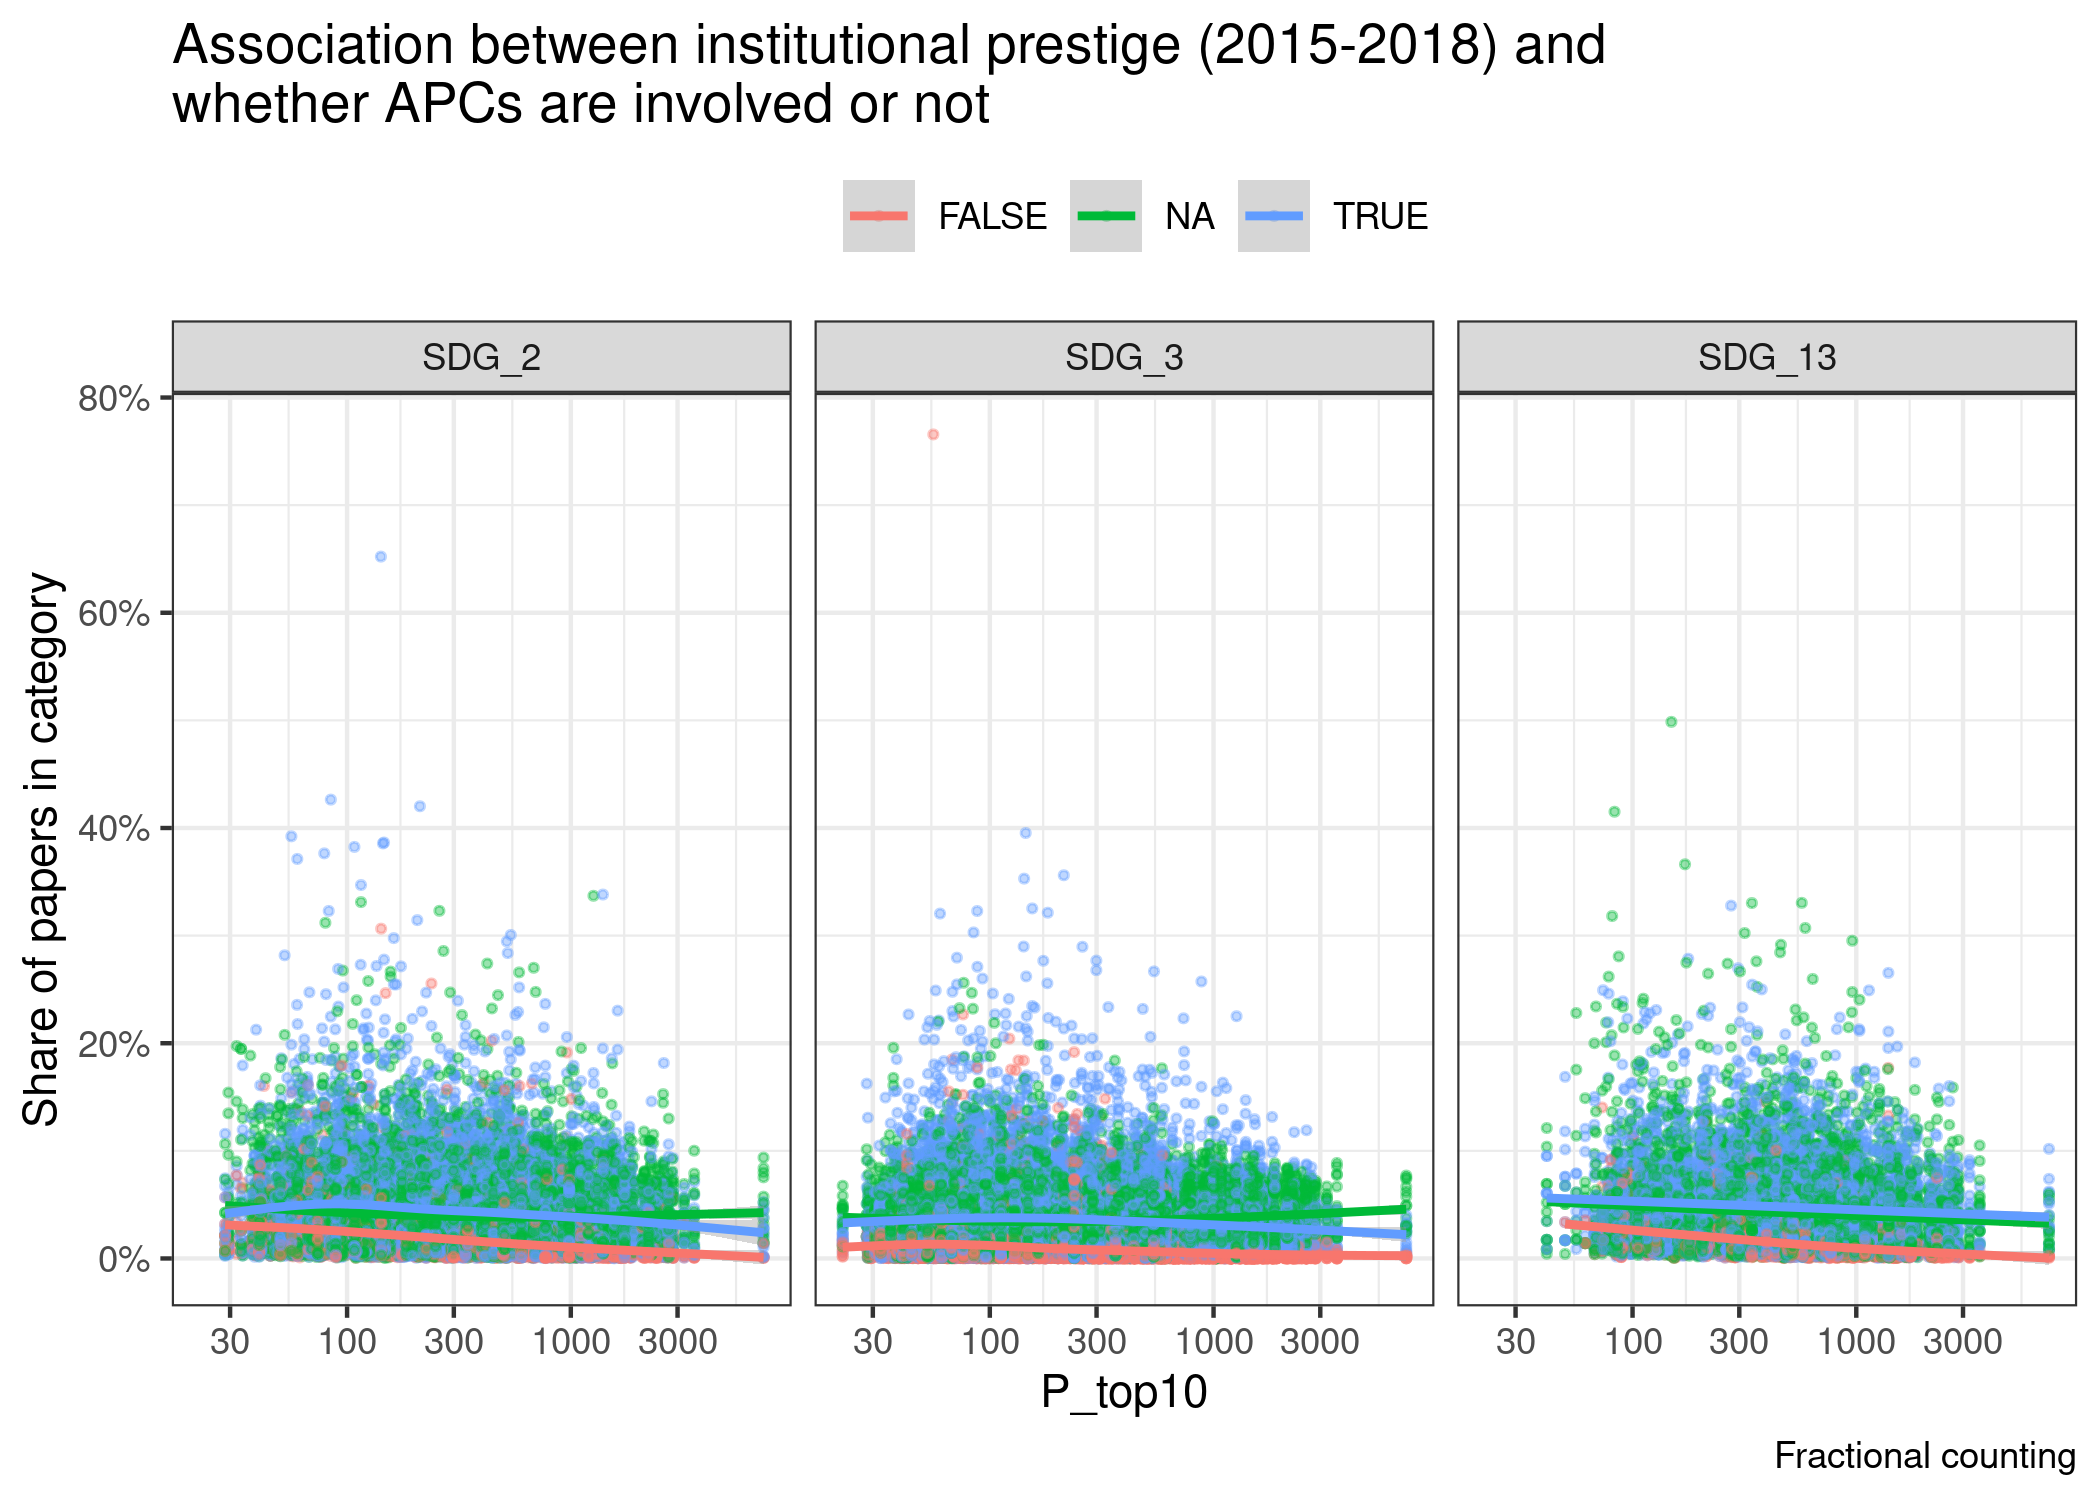 Association between institutional prestige (2015-2018) and
whether APCs are involved or not
FALSE NA TRUE
SDG_2 SDG_3 SDG_13
80%
60%
40%
20%
0%
Share of papers in category
30 100 300 1000 3000 30 100 300 1000 3000 30 100 300 1000 3000
P_top10
Fractional counting